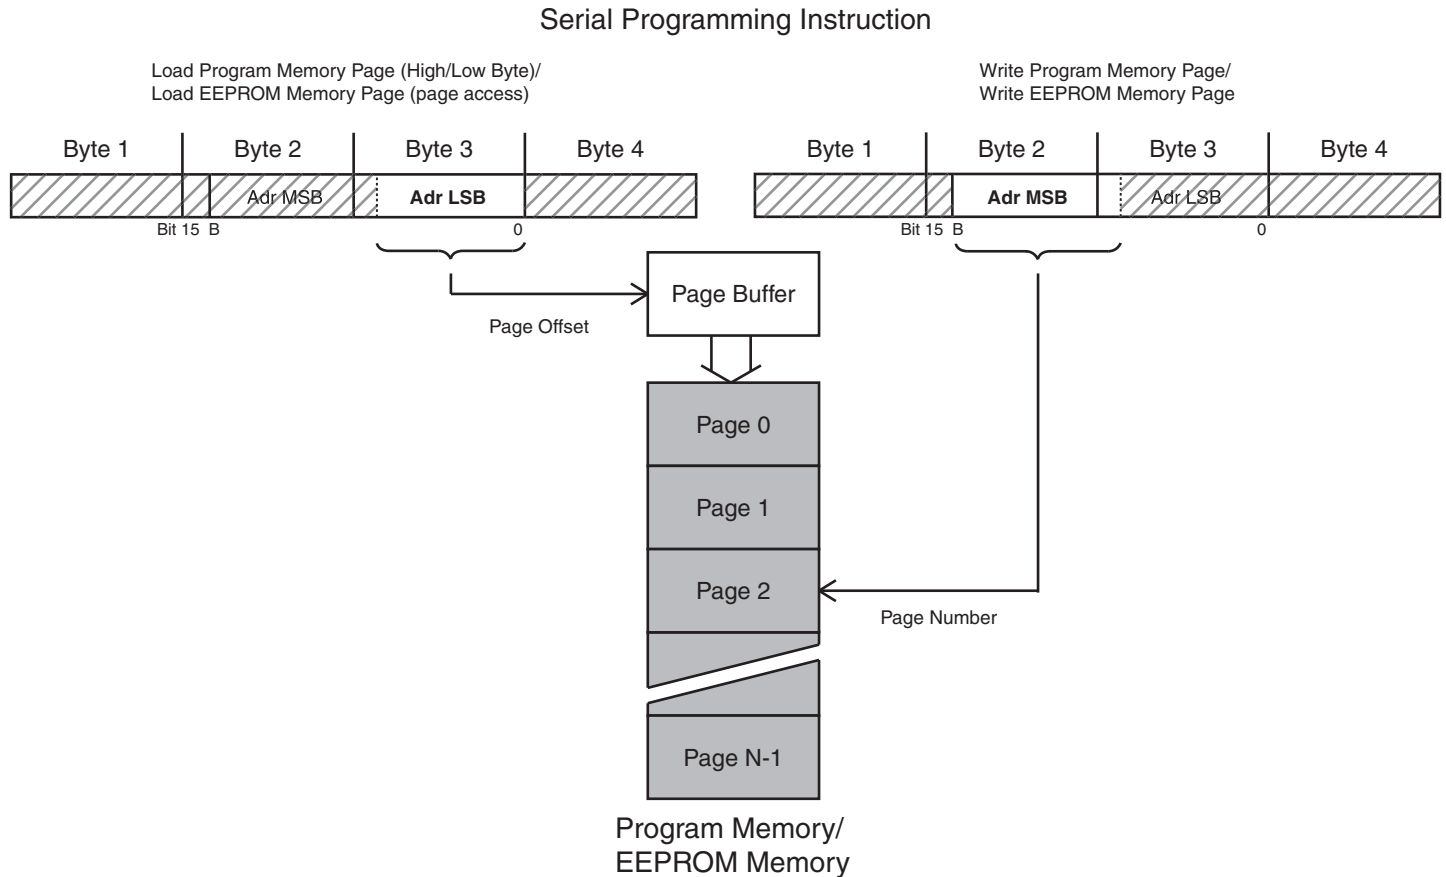 Serial Programming Instruction
Load Program Memory Page (High/Low Byte)/
Load EEPROM Memory Page (page access)
Write Program Memory Page/
Write EEPROM Memory Page
Byte 1 Byte 2 Byte 3 Byte 4
Adr MSB Adr LSB
Bit 15 B 0
Byte 1 Byte 2 Byte 3 Byte 4
Adr MSB Adr LSB
Bit 15 B 0
Page Buffer
Page Offset
Page 0
Page 1
Page 2
Page Number
Page N-1
Program Memory/
EEPROM Memory